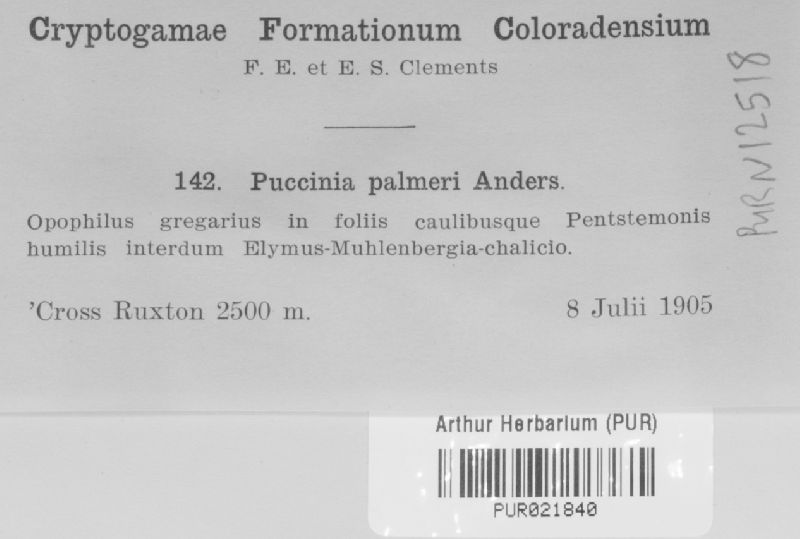 Cryptogamae Formationum Coloradensium
F. E. et E. S. Clements
142. Puccinia palmeri Anders.
Opophilus gregarius in foliis caulibusque Pentstemonis
humilis interdum Elymus-Muhlenbergia-chalicio.
'Cross Ruxton 2500 m.
8 Julii 1905
PUR N12518
Arthur Herbarium (PUR)
PUR021840